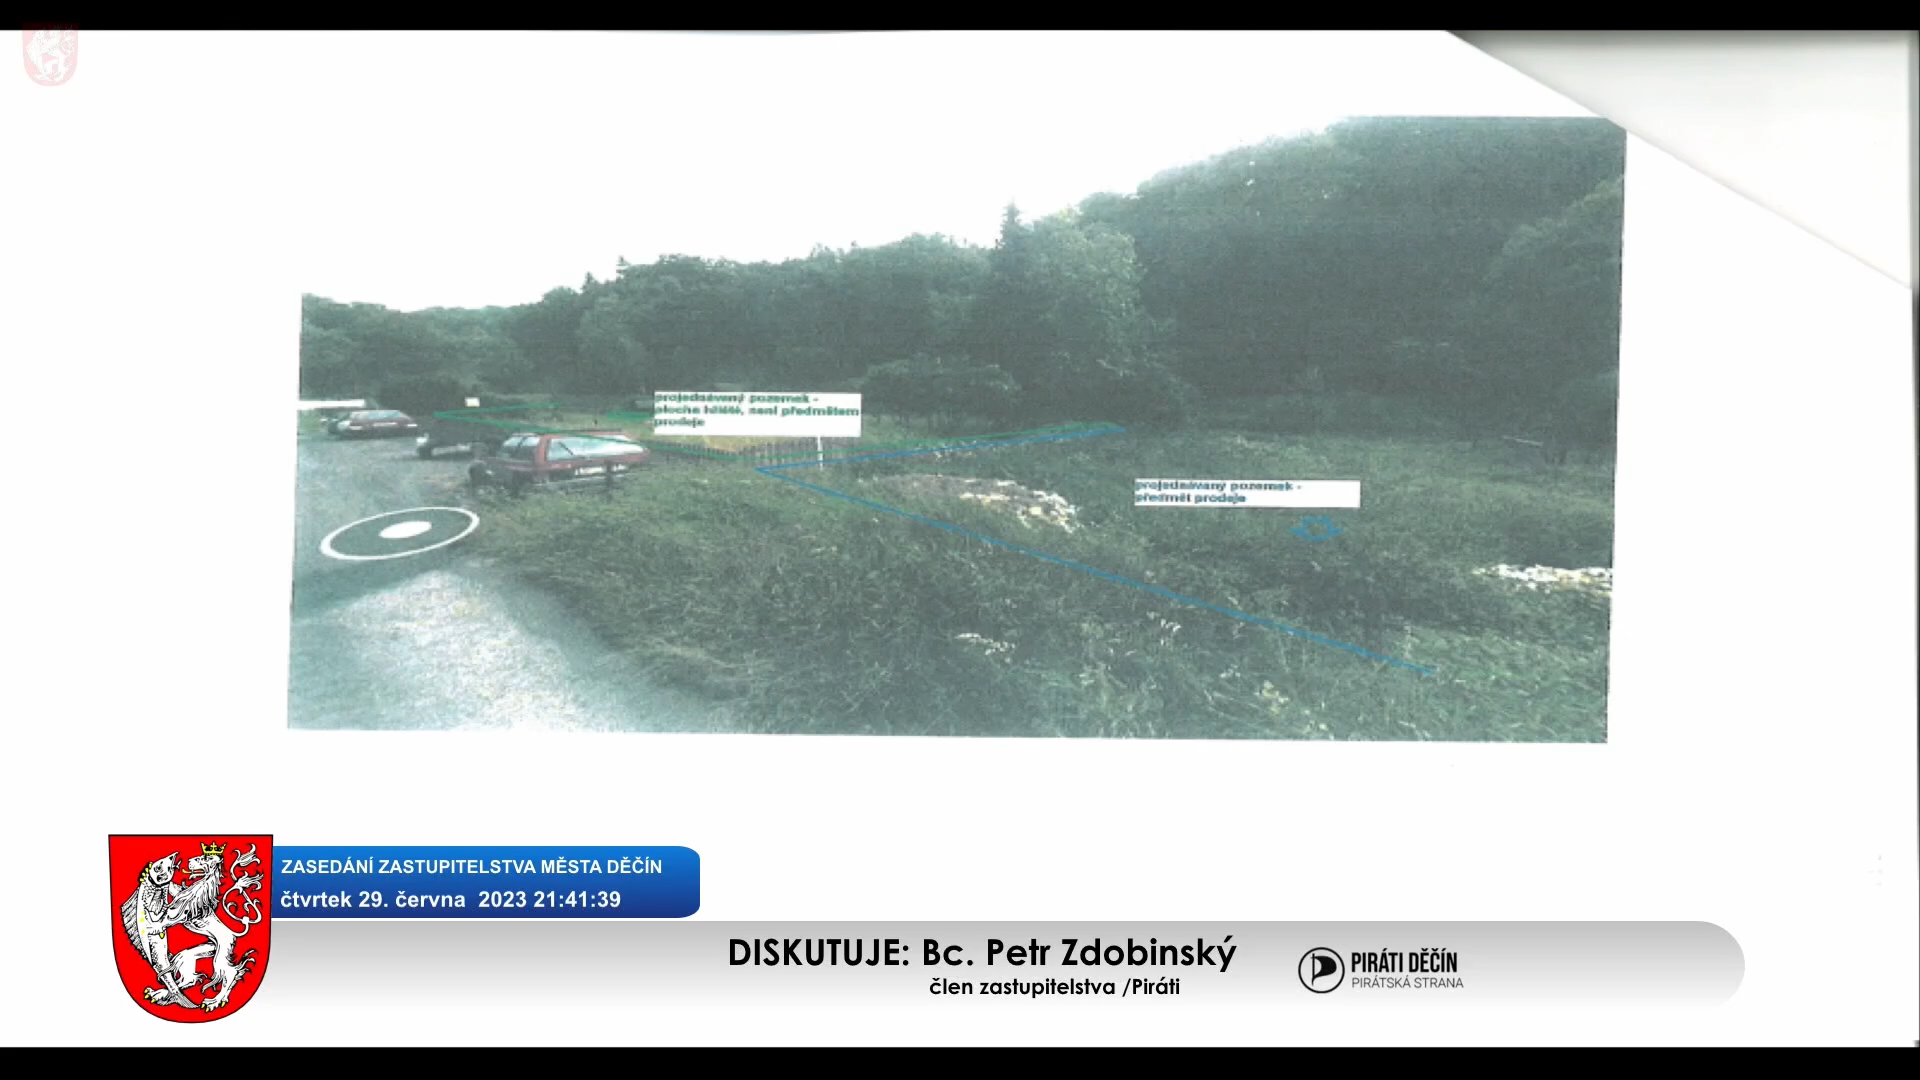 projednávaný pozemek -
plocha hřiště, není předmětem
prodeje
projednávaný pozemek -
předmět prodeje
ZASEDÁNÍ ZASTUPITELSTVA MĚSTA DĚČÍN
čtvrtek 29. června 2023 21:41:39
DISKUTUJE: Bc. Petr Zdobinský
člen zastupitelstva /Piráti
PIRÁTI DĚČÍN
PIRÁTSKÁ STRANA